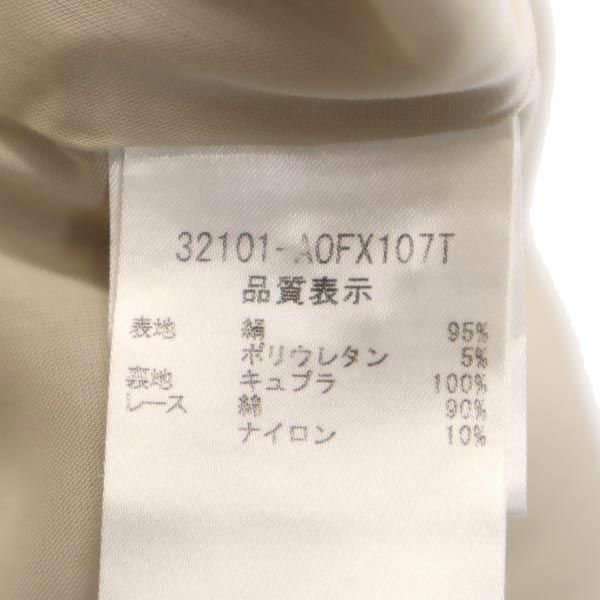 32101-A0FX107T
品質表示
表地 絹 95%
ポリウレタン 5%
裏地 キュプラ 100%
レース 綿 90%
ナイロン 10%